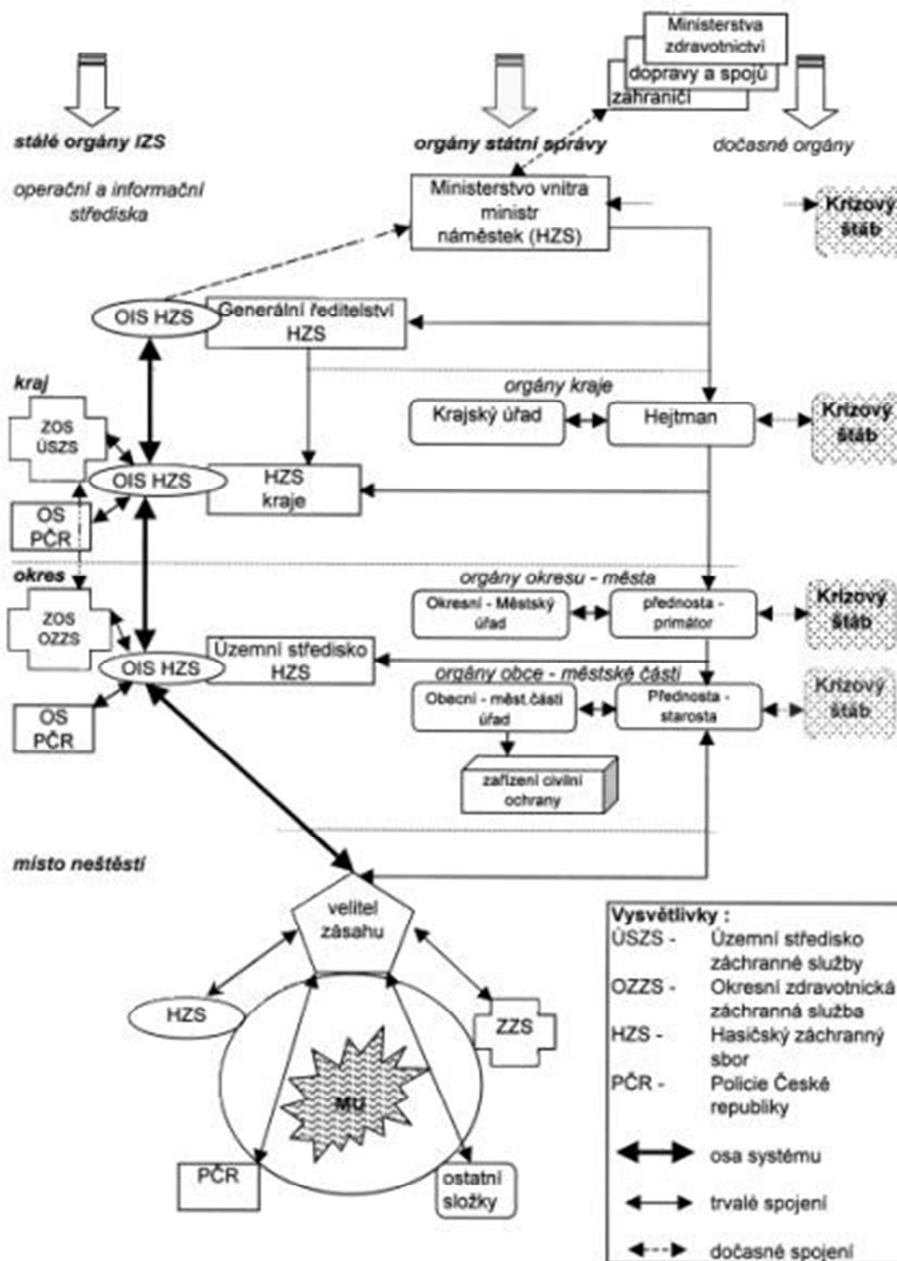 Ministerstva
zdravotnictví
dopravy a spojů
zahraničí
stálé orgány IZS
orgány státní správy
dočasné orgány
operační a informační
střediska
Ministerstvo vnitra
ministr
náměstek (HZS)
Krizový
štáb
OIS HZS
Generální ředitelství
HZS
kraj
orgány kraje
ZOS
ÚSZS
Krajský úřad
Hejtman
Krizový
štáb
OIS HZS
HZS
kraje
OS
PČR
okres
orgány okresu - města
ZOS
OZZS
Okresní - Městský
úřad
přednosta -
primátor
Krizový
štáb
OIS HZS
Územní středisko
HZS
orgány obce - městské části
OS
PČR
Obecní - měst.části
úřad
Přednosta -
starosta
Krizový
štáb
zařízení civilní
ochrany
místo neštěstí
velitel
zásahu
HZS
ZZS
MU
PČR
ostatní
složky
Vysvětlivky :
ÚSZS - Územní středisko
záchranné služby
OZZS - Okresní zdravotnická
záchranná služba
HZS - Hasičský záchranný
sbor
PČR - Policie České
republiky
osa systému
trvalé spojení
dočasné spojení